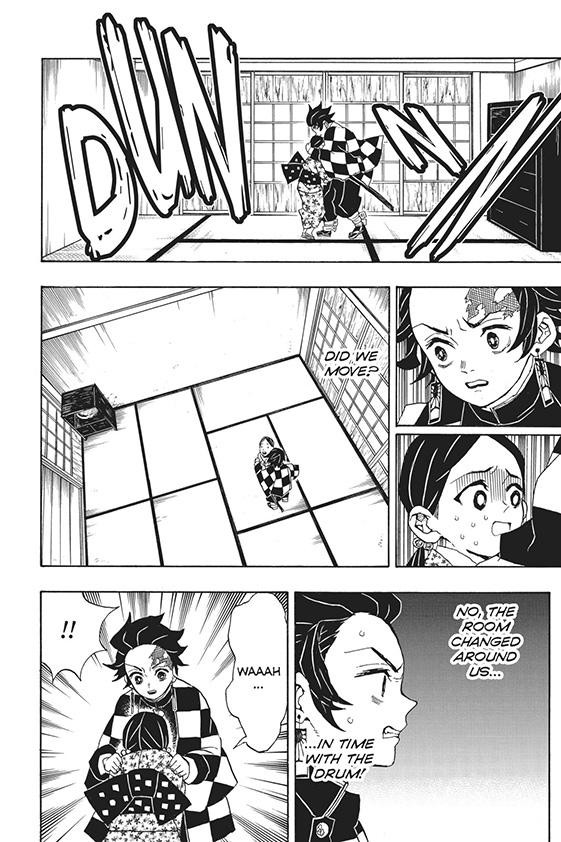 DUN
N
N
DID WE
MOVE?
NO, THE
ROOM
CHANGED
AROUND
US...
...IN TIME
WITH THE
DRUM!
WAAAH
...
!!